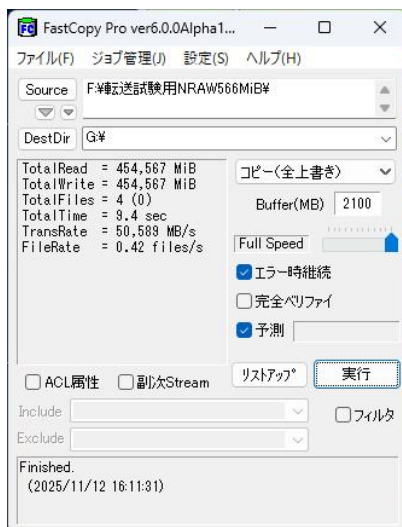 FastCopy Pro ver6.0.0Alpha1...
ファイル(F) ジョブ管理(J) 設定(S) ヘルプ(H)
Source F:¥転送試験用NRAW566MiB¥
DestDir G:¥
TotalRead = 454,567 MiB
TotalWrite = 454,567 MiB
TotalFiles = 4 (0)
TotalTime = 9.4 sec
TransRate = 50,589 MB/s
FileRate = 0.42 files/s
コピー(全上書き)
Buffer(MB) 2100
Full Speed
エラー時継続
完全ベリファイ
予測
ACL属性 副次Stream リストアップ 実行
Include フィルタ
Exclude
Finished.
(2025/11/12 16:11:31)